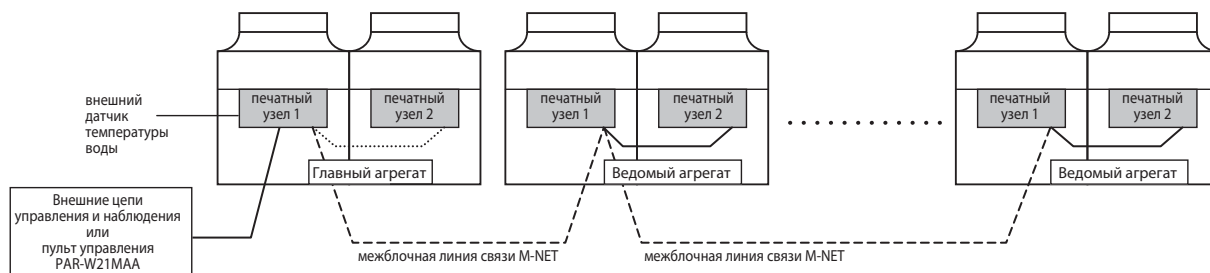 печатный
узел 1
печатный
узел 2
печатный
узел 1
печатный
узел 2
печатный
узел 1
печатный
узел 2
внешний
датчик
температуры
воды
Главный агрегат
Ведомый агрегат
Ведомый агрегат
Внешние цепи
управления и наблюдения
или
пульт управления
PAR-W21MAA
межблочная линия связи M-NET
межблочная линия связи M-NET